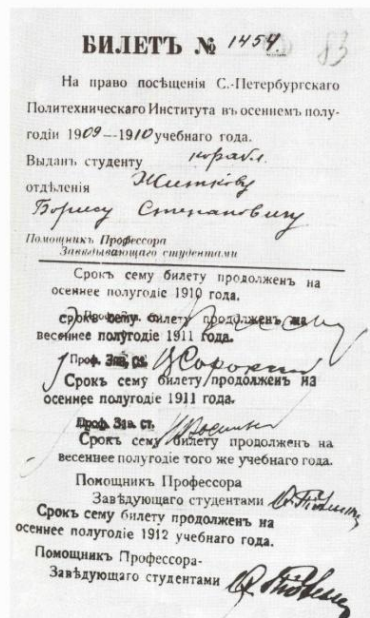 БИЛЕТЪ № 1454
83
На право посѣщенія С.-Петербургскаго
Политехническаго Института въ осеннемъ полу-
годіи 1909-1910 учебнаго года.
Выданъ студенту корабл.
отдѣленія Житкову
Борису Степановичу
Помощникъ Профессора
Завѣдывающаго студентами
Срокъ сему билету продолженъ на
осеннее полугодіе 1910 года.
Срокъ сему билету продолженъ на
весеннее полугодіе 1911 года.
Проф. Зав. ст.
Срокъ сему билету продолженъ на
осеннее полугодіе 1911 года.
Проф. Зав. ст.
Срокъ сему билету продолженъ на
весеннее полугодіе того же учебнаго года.
Помощникъ Профессора
Завѣдующаго студентами
Срокъ сему билету продолженъ на
осеннее полугодіе 1912 учебнаго года.
Помощникъ Профессора-
Завѣдующаго студентами